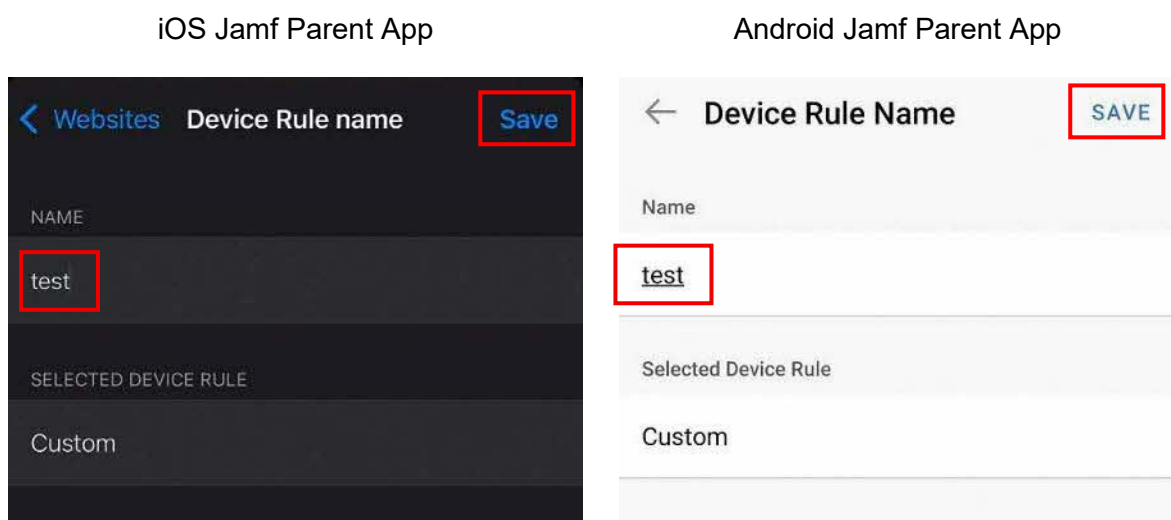 iOS Jamf Parent App
Websites Device Rule name Save
NAME
test
SELECTED DEVICE RULE
Custom
Android Jamf Parent App
Device Rule Name SAVE
Name
test
Selected Device Rule
Custom